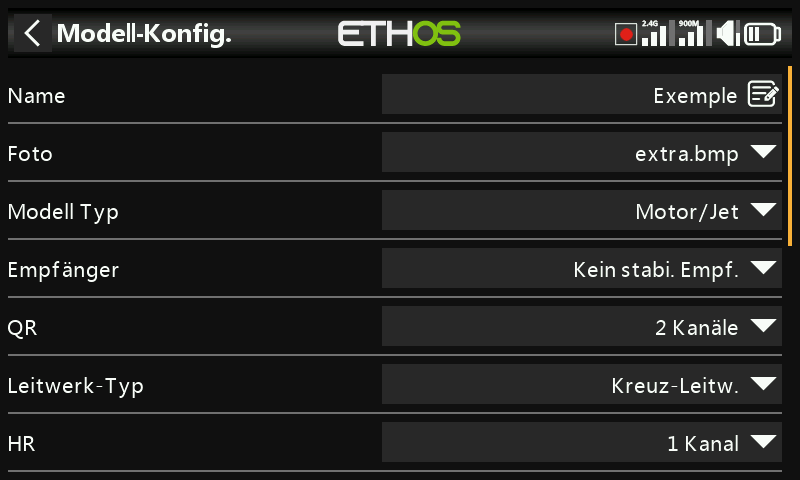 Modell-Konfig.
ETHOS
2.4G
900M
Name
Exemple
Foto
extra.bmp
Modell Typ
Motor/Jet
Empfänger
Kein stabi. Empf.
QR
2 Kanäle
Leitwerk-Typ
Kreuz-Leitw.
HR
1 Kanal